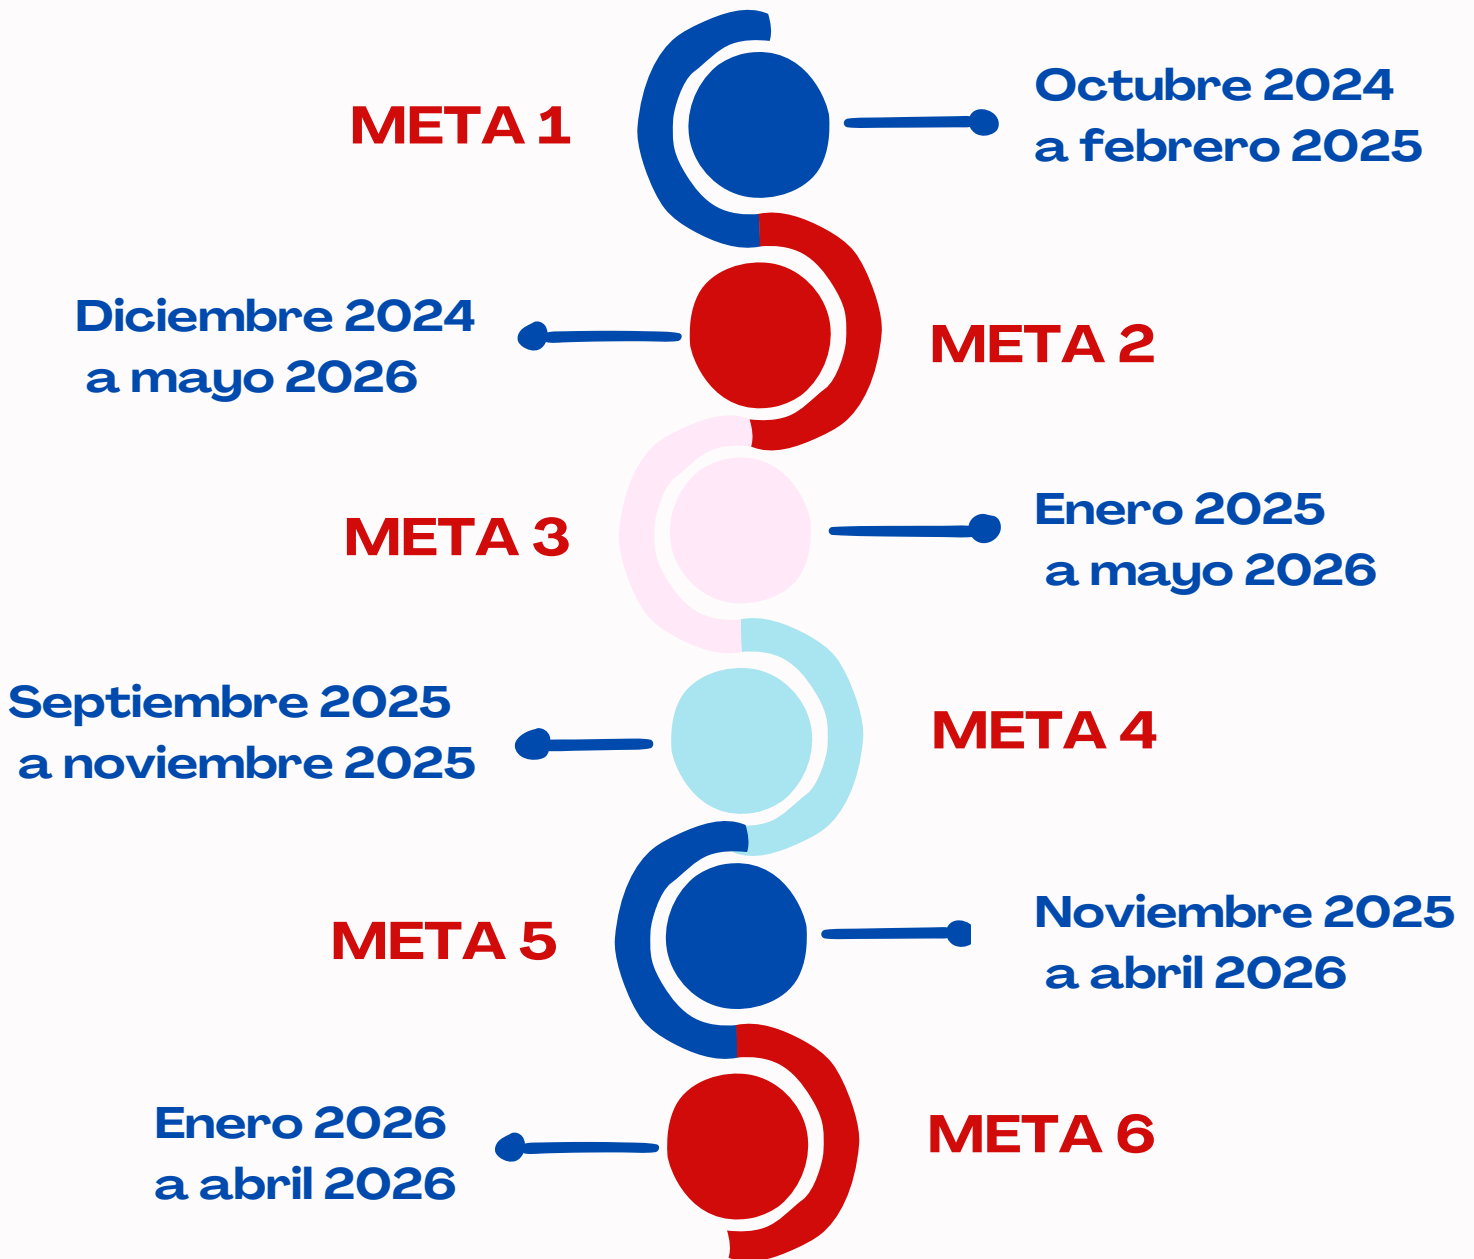 META 1
Octubre 2024
a febrero 2025
Diciembre 2024
a mayo 2026
META 2
META 3
Enero 2025
a mayo 2026
Septiembre 2025
a noviembre 2025
META 4
META 5
Noviembre 2025
a abril 2026
Enero 2026
a abril 2026
META 6